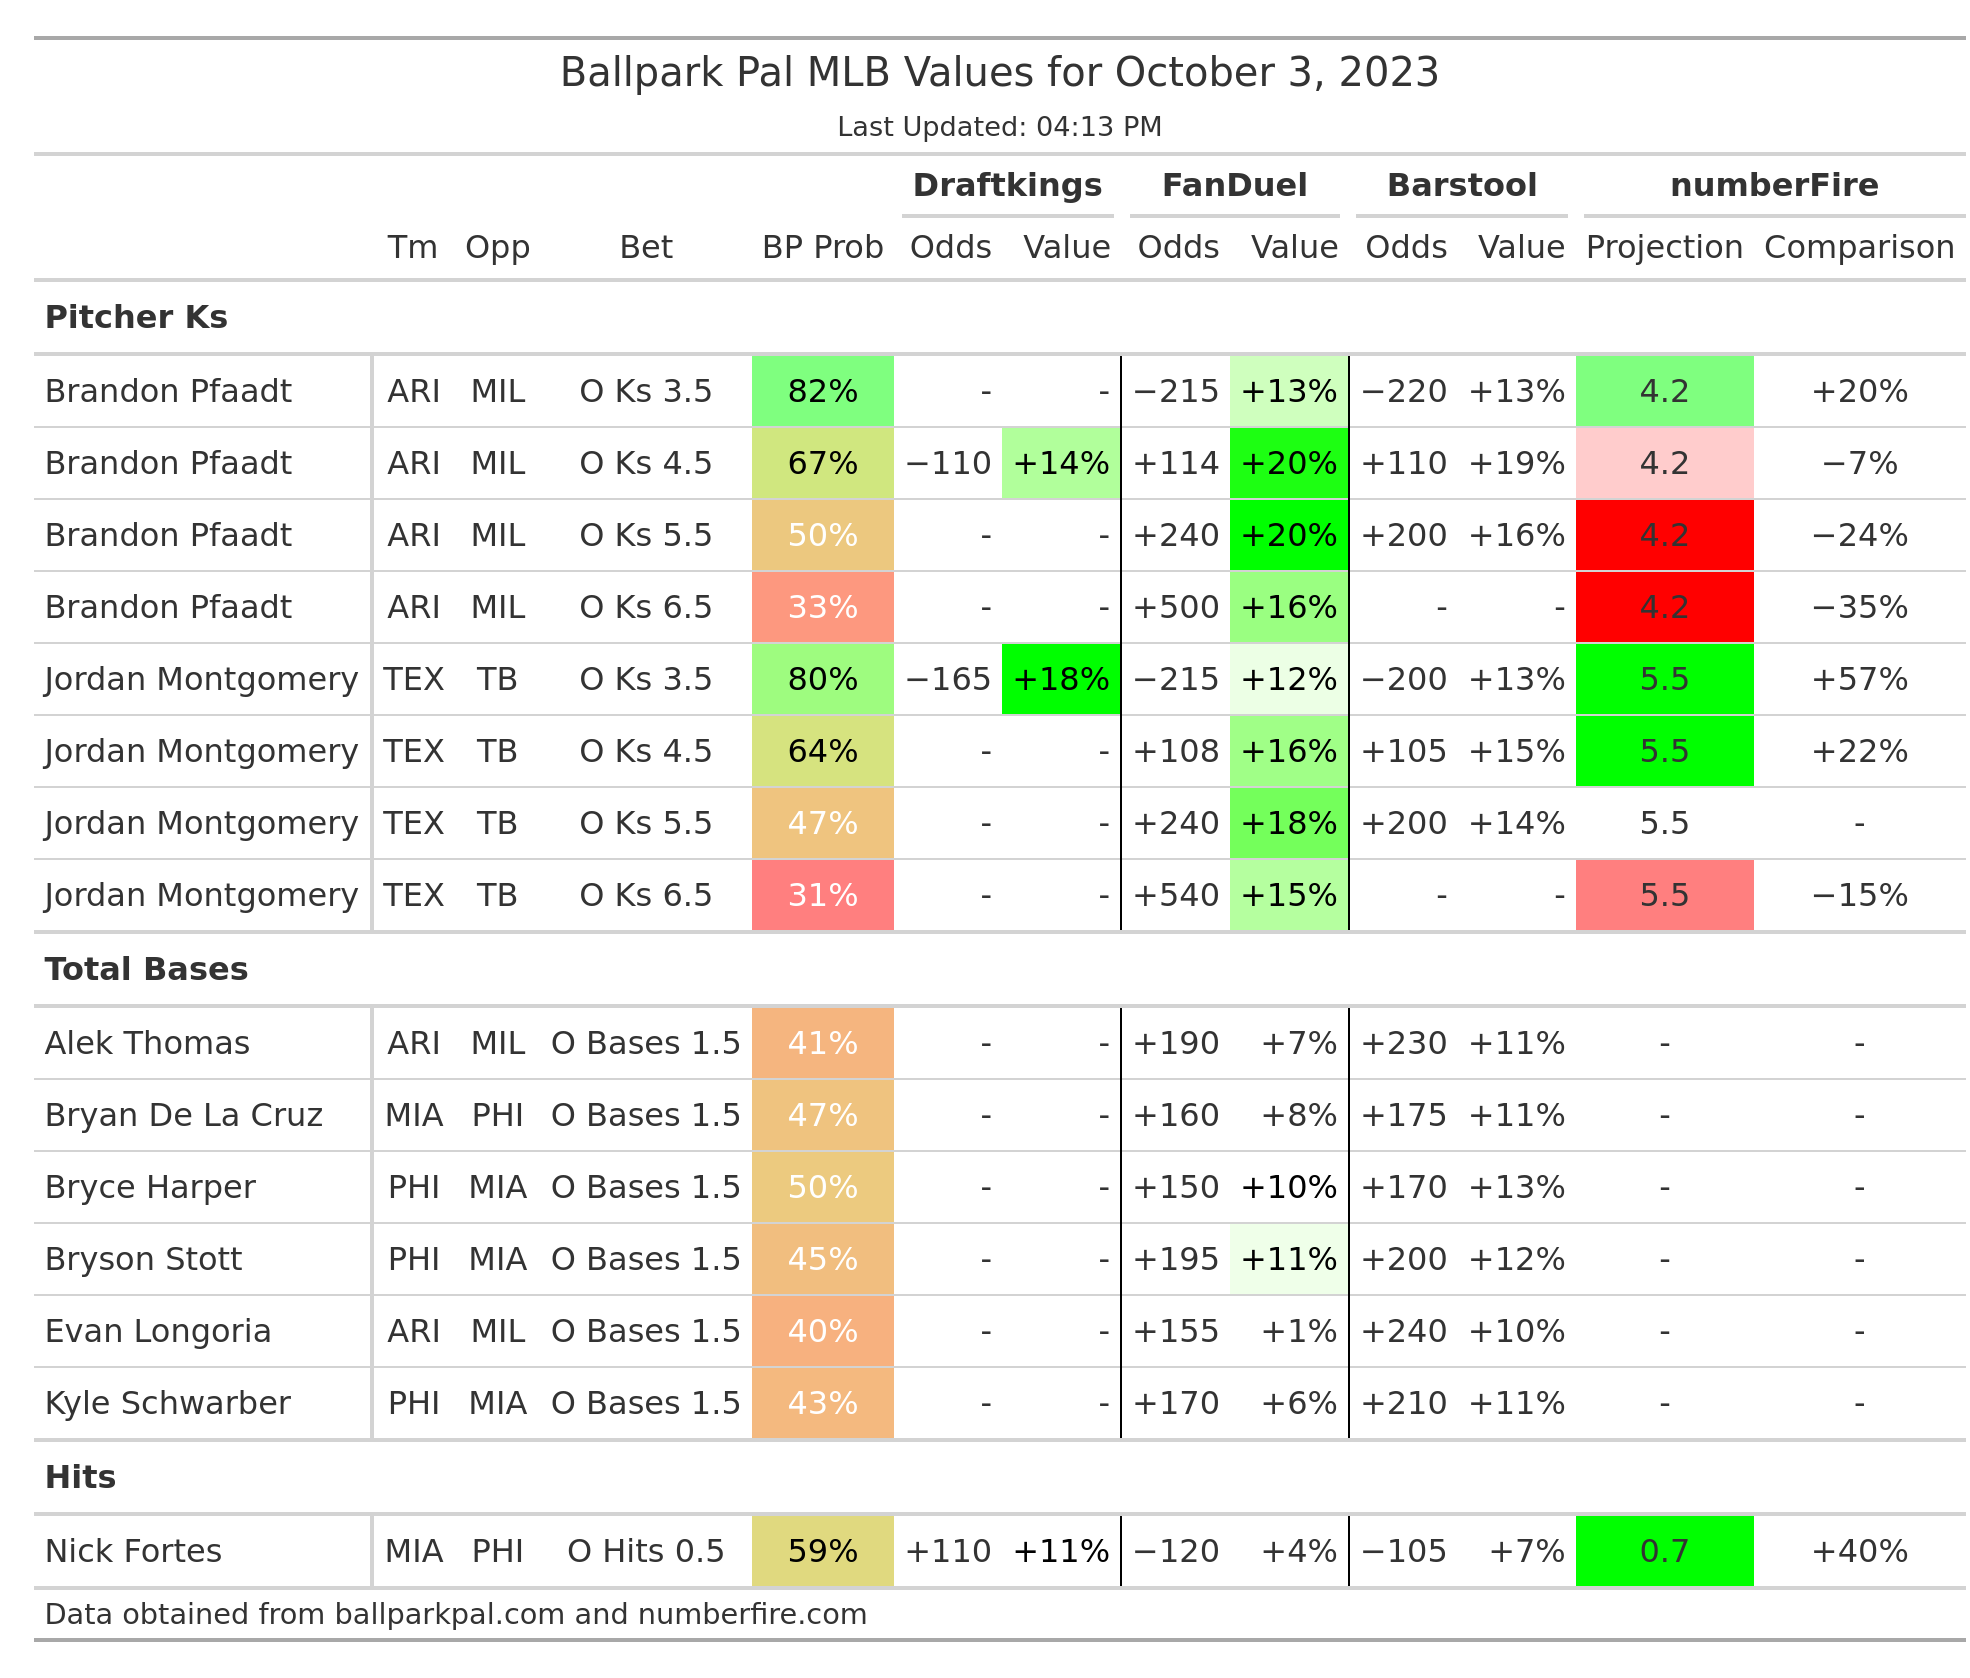 Ballpark Pal MLB Values for October 3, 2023
Last Updated: 04:13 PM
Draftkings FanDuel Barstool numberFire
Tm Opp Bet BP Prob Odds Value Odds Value Odds Value Projection Comparison
Pitcher Ks
Brandon Pfaadt ARI MIL O Ks 3.5 82% - - −215 +13% −220 +13% 4.2 +20%
Brandon Pfaadt ARI MIL O Ks 4.5 67% −110 +14% +114 +20% +110 +19% 4.2 −7%
Brandon Pfaadt ARI MIL O Ks 5.5 50% - - +240 +20% +200 +16% 4.2 −24%
Brandon Pfaadt ARI MIL O Ks 6.5 33% - - +500 +16% - - 4.2 −35%
Jordan Montgomery TEX TB O Ks 3.5 80% −165 +18% −215 +12% −200 +13% 5.5 +57%
Jordan Montgomery TEX TB O Ks 4.5 64% - - +108 +16% +105 +15% 5.5 +22%
Jordan Montgomery TEX TB O Ks 5.5 47% - - +240 +18% +200 +14% 5.5 -
Jordan Montgomery TEX TB O Ks 6.5 31% - - +540 +15% - - 5.5 −15%
Total Bases
Alek Thomas ARI MIL O Bases 1.5 41% - - +190 +7% +230 +11% - -
Bryan De La Cruz MIA PHI O Bases 1.5 47% - - +160 +8% +175 +11% - -
Bryce Harper PHI MIA O Bases 1.5 50% - - +150 +10% +170 +13% - -
Bryson Stott PHI MIA O Bases 1.5 45% - - +195 +11% +200 +12% - -
Evan Longoria ARI MIL O Bases 1.5 40% - - +155 +1% +240 +10% - -
Kyle Schwarber PHI MIA O Bases 1.5 43% - - +170 +6% +210 +11% - -
Hits
Nick Fortes MIA PHI O Hits 0.5 59% +110 +11% −120 +4% −105 +7% 0.7 +40%
Data obtained from ballparkpal.com and numberfire.com